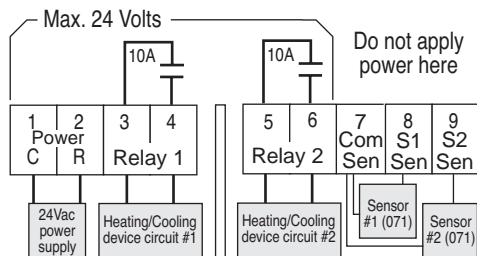 Max. 24 Volts
Do not apply
power here
10A
10A
1 2 3 4 5 6 7 8 9
Power Com S1 S2
C R Relay 1 Relay 2 Sen Sen Sen
24Vac
power
supply
Heating/Cooling
device circuit #1
Heating/Cooling
device circuit #2
Sensor
#1 (071)
Sensor
#2 (071)